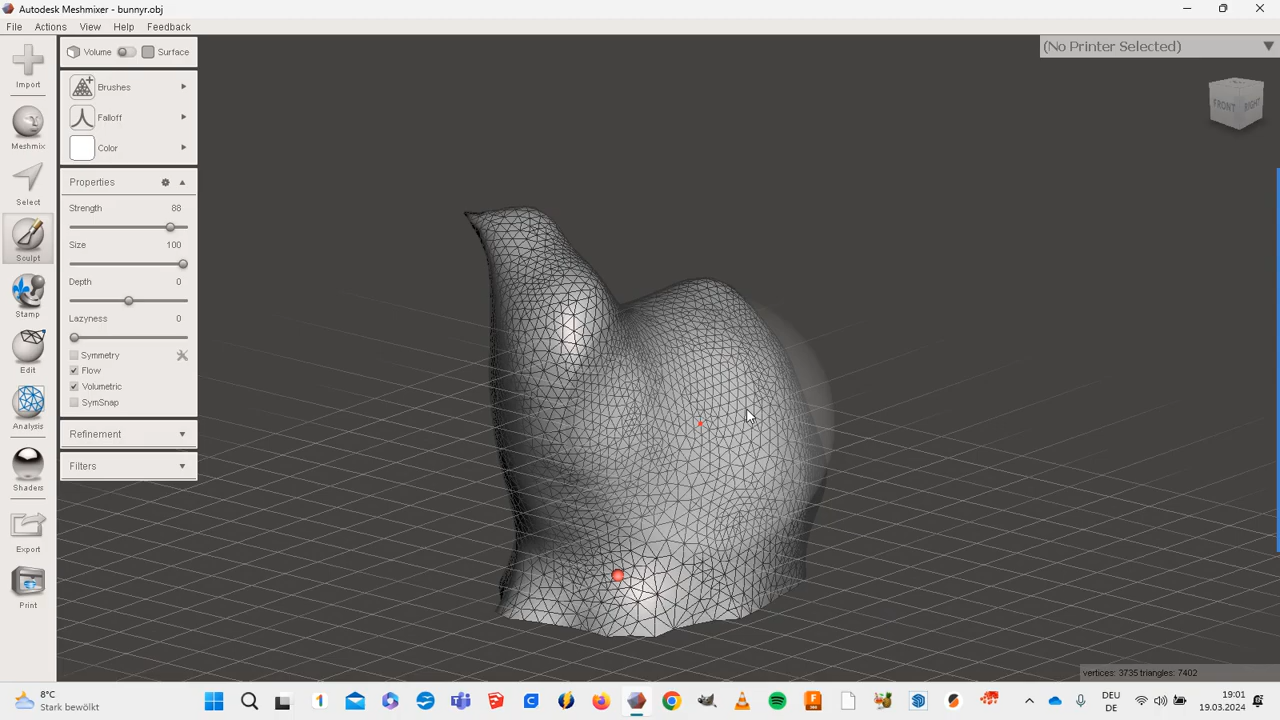 Autodesk Meshmixer - bunnyr.obj
File Actions View Help Feedback
(No Printer Selected)
Import
Meshmix
Select
Sculpt
Stamp
Edit
Analysis
Shaders
Export
Print
Volume Surface
Brushes
Falloff
Color
Properties
Strength 88
Size 100
Depth 0
Lazyness 0
Symmetry
Flow
Volumetric
SymSnap
Refinement
Filters
FRONT RIGHT
vertices: 3735 triangles: 7402
8°C
Stark bewölkt
DEU
DE
19:01
19.03.2024